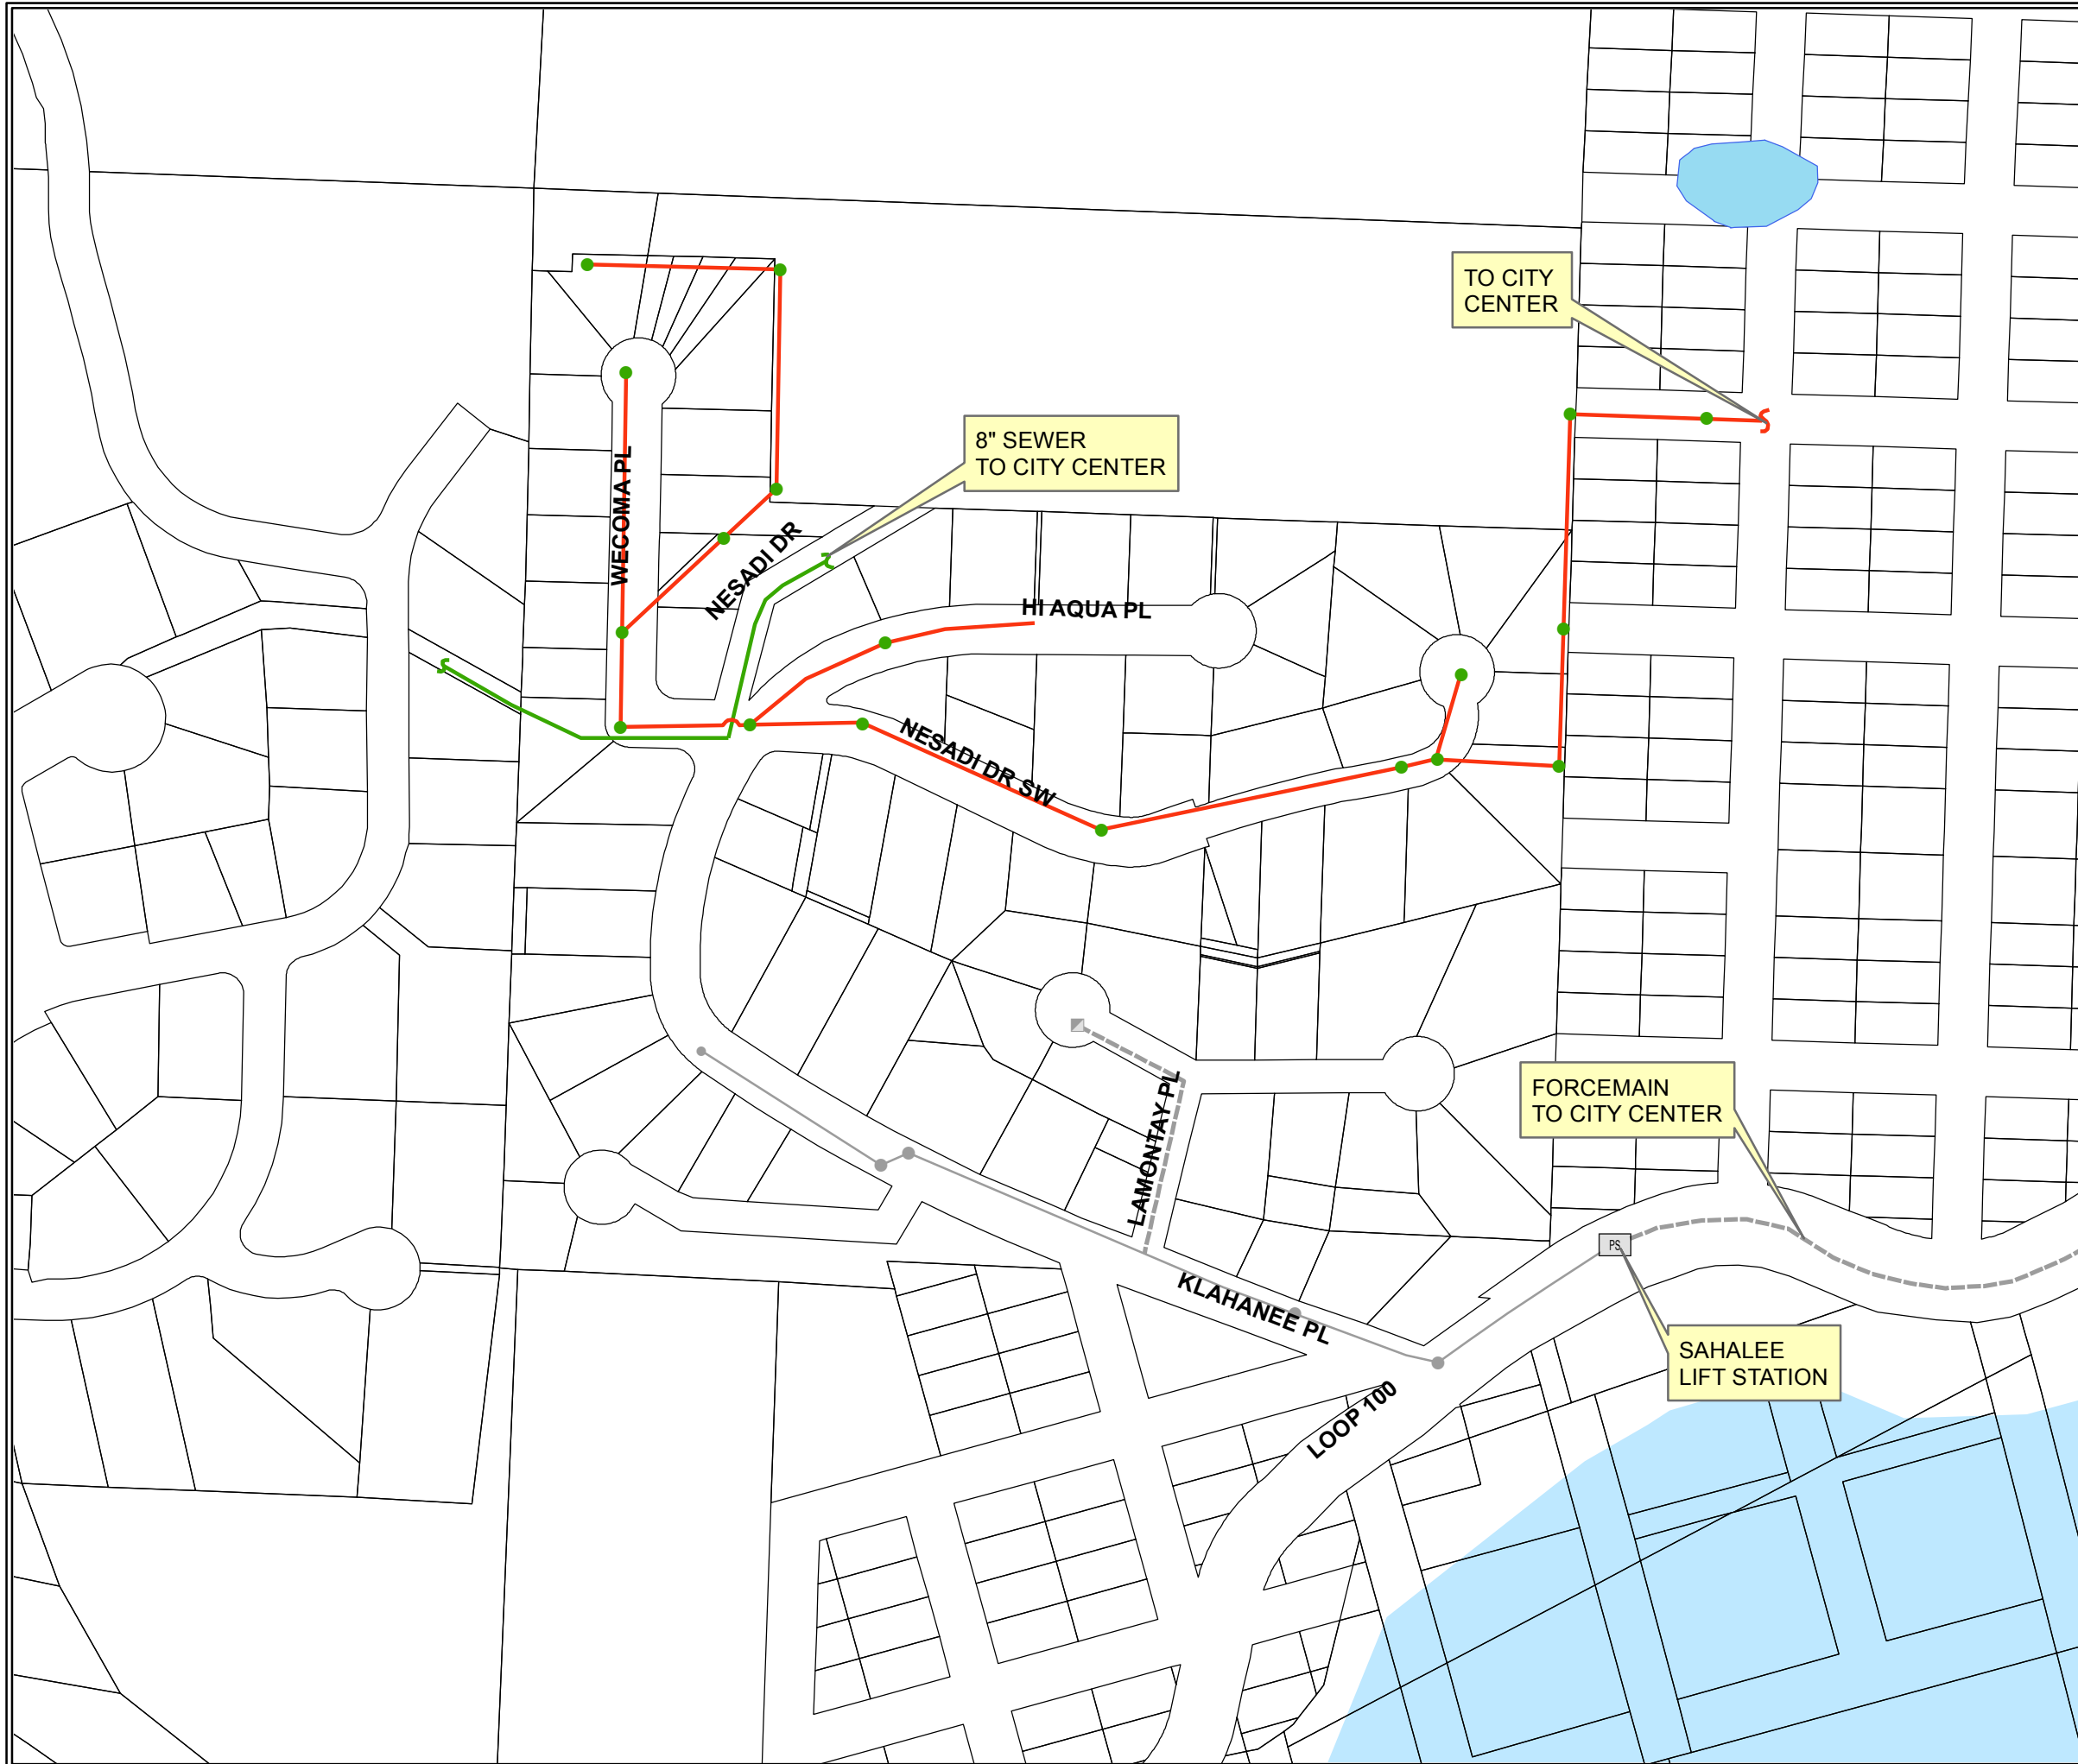 TO CITY
CENTER
8" SEWER
TO CITY CENTER
WECOMA PL
NESADI DR
HI AQUA PL
NESADI DR SW
FORCEMAIN
TO CITY CENTER
LAMONTAY PL
PS
KLAHANEE PL
SAHALEE
LIFT STATION
LOOP 100